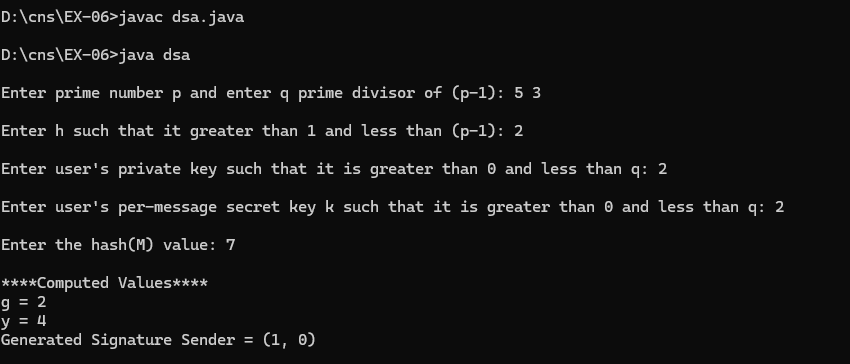 D:\cns\EX-06>javac dsa.java
D:\cns\EX-06>java dsa
Enter prime number p and enter q prime divisor of (p-1): 5 3
Enter h such that it greater than 1 and less than (p-1): 2
Enter user's private key such that it is greater than 0 and less than q: 2
Enter user's per-message secret key k such that it is greater than 0 and less than q: 2
Enter the hash(M) value: 7
****Computed Values****
g = 2
y = 4
Generated Signature Sender = (1, 0)